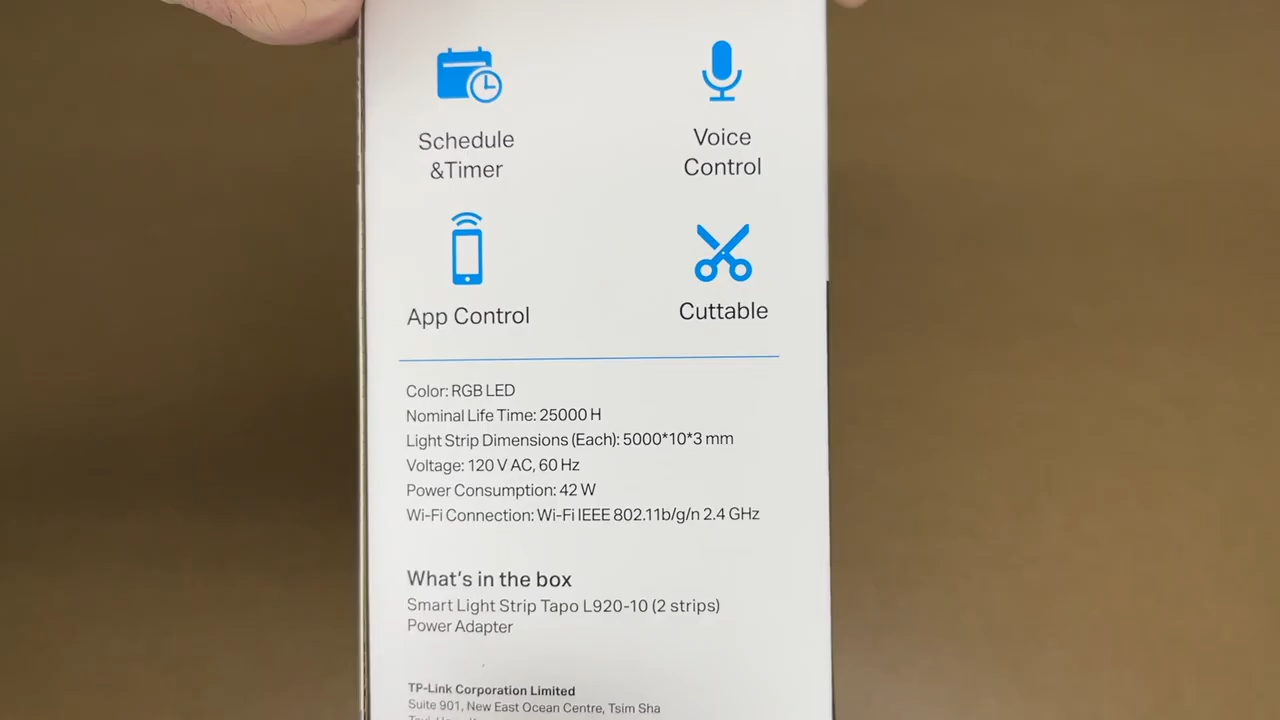 Schedule
&Timer
Voice
Control
App Control
Cuttable
Color: RGB LED
Nominal Life Time: 25000 H
Light Strip Dimensions (Each): 5000*10*3 mm
Voltage: 120 V AC, 60 Hz
Power Consumption: 42 W
Wi-Fi Connection: Wi-Fi IEEE 802.11b/g/n 2.4 GHz
What's in the box
Smart Light Strip Tapo L920-10 (2 strips)
Power Adapter
TP-Link Corporation Limited
Suite 901, New East Ocean Centre, Tsim Sha